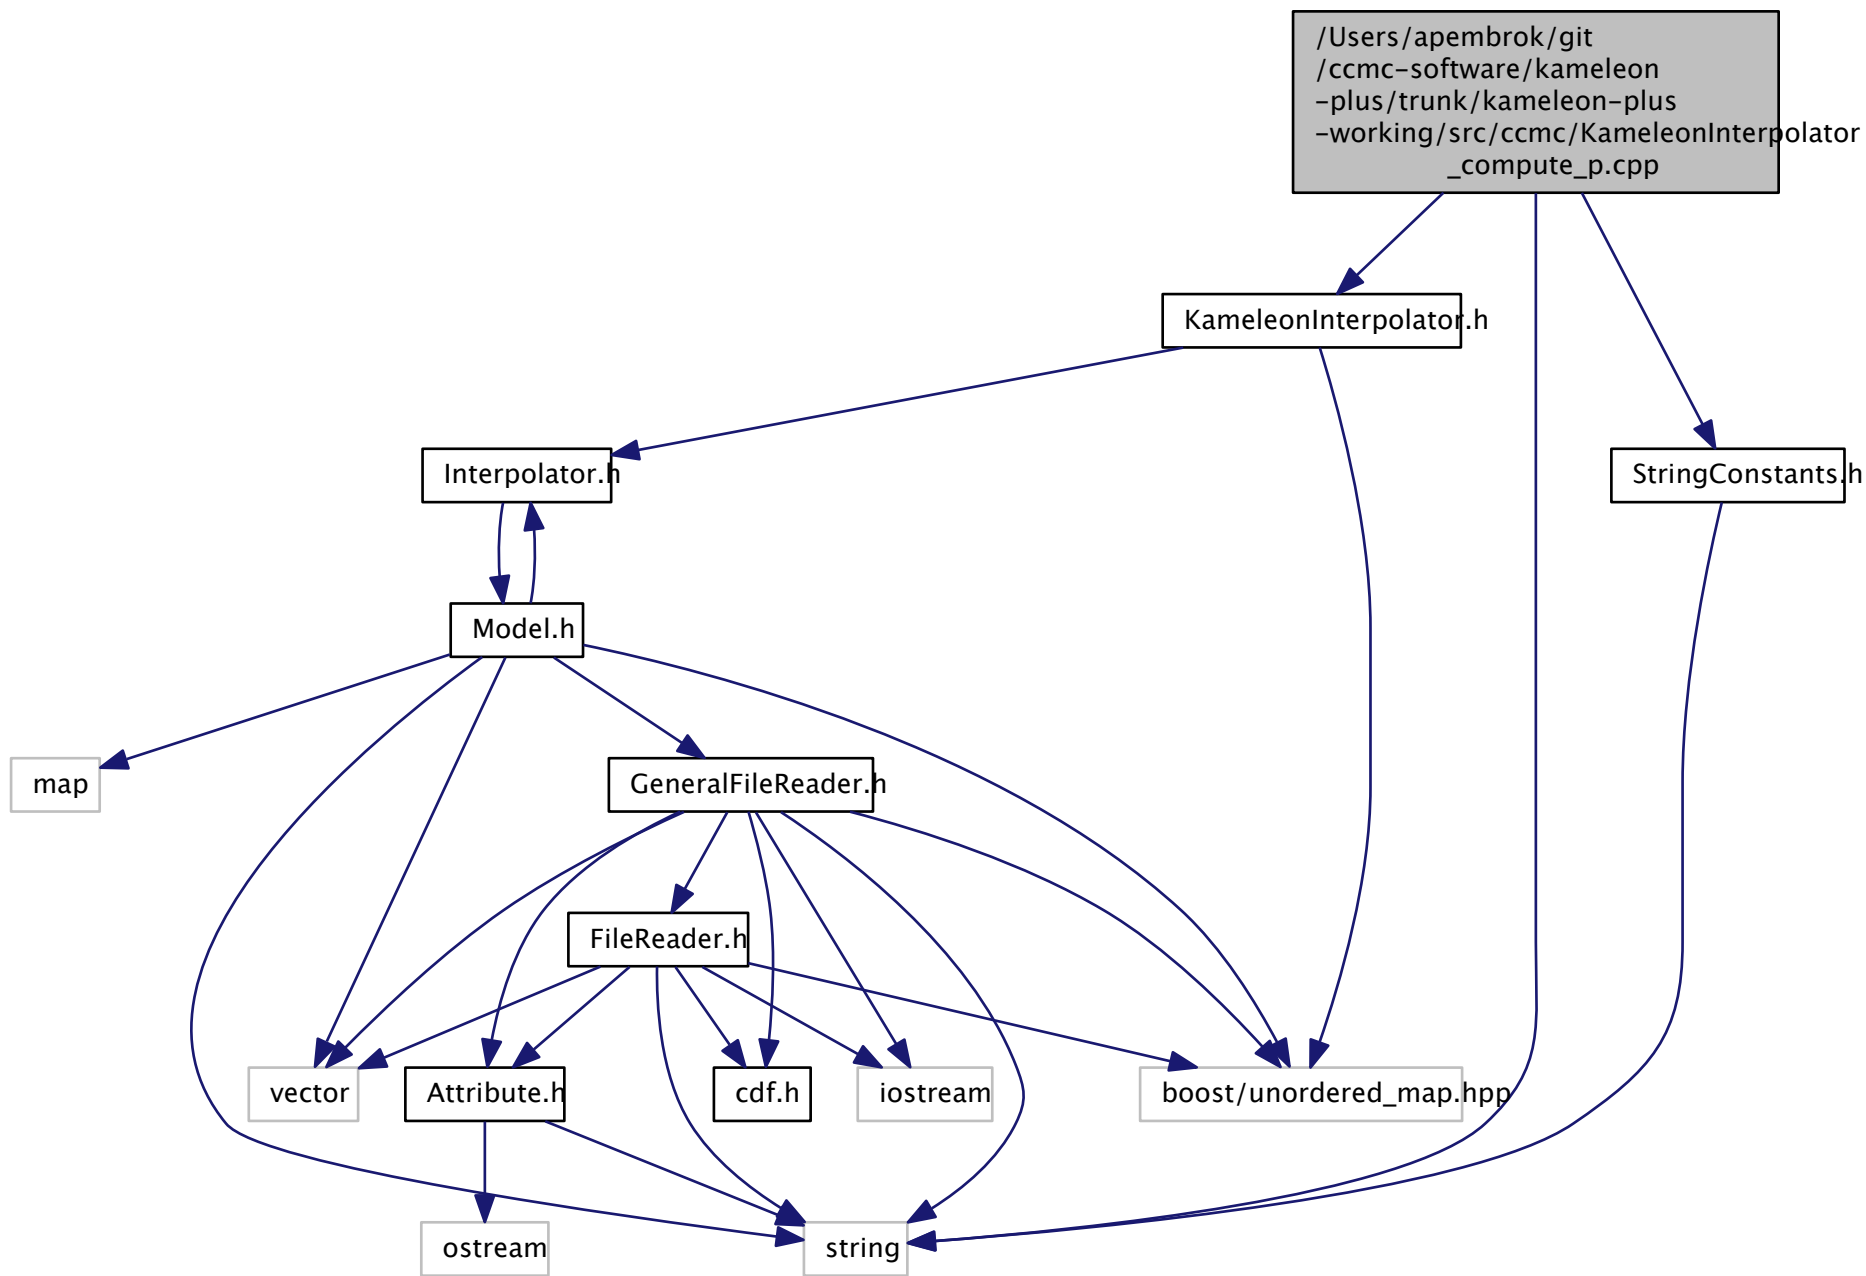 /Users/apembrok/git
/ccmc-software/kameleon
-plus/trunk/kameleon-plus
-working/src/ccmc/KameleonInterpolator
_compute_p.cpp
KameleonInterpolator.h
Interpolator.h
StringConstants.h
Model.h
map
GeneralFileReader.h
FileReader.h
vector
Attribute.h
cdf.h
iostream
boost/unordered_map.hpp
ostream
string